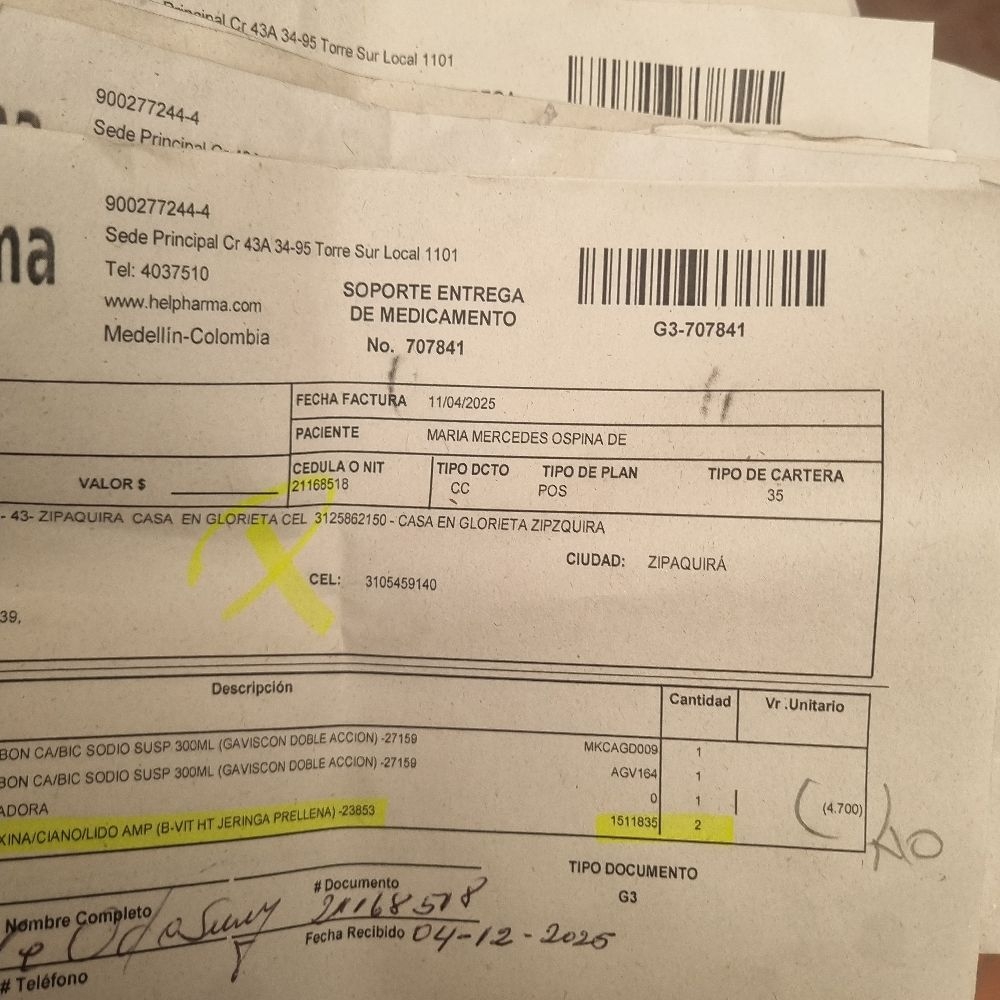 Principal Cr 43A 34-95 Torre Sur Local 1101
900277244-4
Sede Principal
ma
900277244-4
Sede Principal Cr 43A 34-95 Torre Sur Local 1101
Tel: 4037510
www.helpharma.com
Medellín-Colombia
SOPORTE ENTREGA
DE MEDICAMENTO
No. 707841
G3-707841
FECHA FACTURA 11/04/2025
PACIENTE MARIA MERCEDES OSPINA DE
VALOR $
CEDULA O NIT TIPO DCTO TIPO DE PLAN TIPO DE CARTERA
21168518 CC POS 35
- 43- ZIPAQUIRA CASA EN GLORIETA CEL 3125862150 - CASA EN GLORIETA ZIPZQUIRA
CIUDAD: ZIPAQUIRÁ
CEL: 3105459140
39,
Descripción Cantidad Vr .Unitario
BON CA/BIC SODIO SUSP 300ML (GAVISCON DOBLE ACCION) -27159 MKCAGD009 1
BON CA/BIC SODIO SUSP 300ML (GAVISCON DOBLE ACCION) -27159 AGV164 1
ADORA 0 1 (4.700)
XINA/CIANO/LIDO AMP (B-VIT HT JERINGA PRELLENA) -23853 1511835 2
NO
TIPO DOCUMENTO
G3
Nombre Completo # Documento
21168518
Fecha Recibido 04-12-2025
# Teléfono